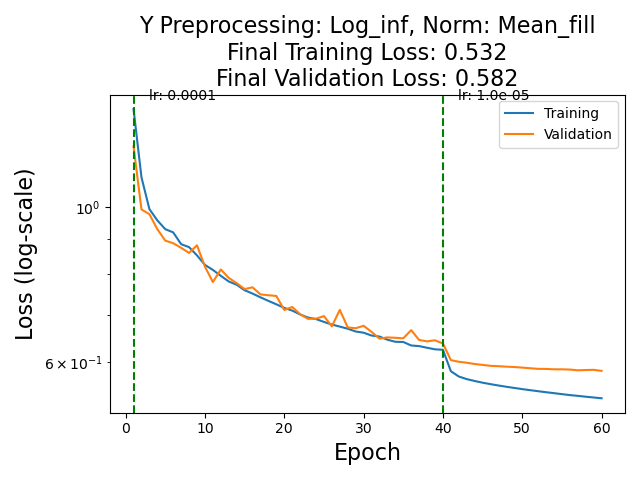 Y Preprocessing: Log_inf, Norm: Mean_fill
Final Training Loss: 0.532
Final Validation Loss: 0.582
lr: 0.0001
lr: 1.0e-05
Training
Validation
10⁰
6 × 10⁻¹
Loss (log-scale)
0
10
20
30
40
50
60
Epoch